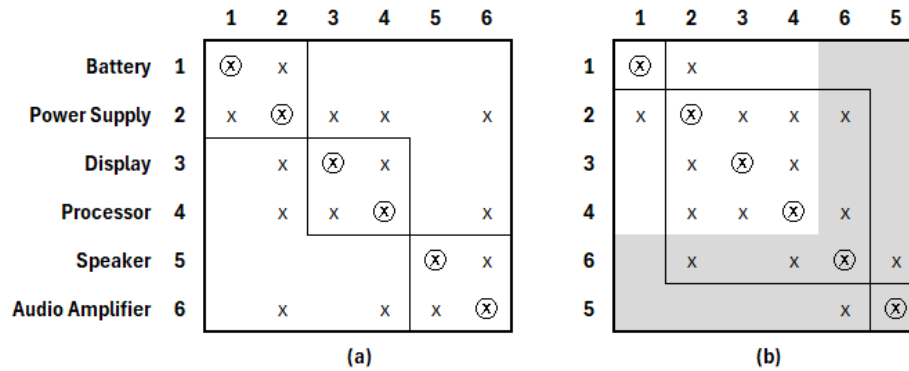 1 2 3 4 5 6 1 2 3 4 6 5
Battery 1 ⓧ x 1 ⓧ x
Power Supply 2 x ⓧ x x x 2 x ⓧ x x x
Display 3 x ⓧ x 3 x ⓧ x
Processor 4 x x ⓧ x 4 x x ⓧ x
Speaker 5 ⓧ x 6 x x ⓧ x
Audio Amplifier 6 x x x ⓧ 5 x ⓧ
(a) (b)